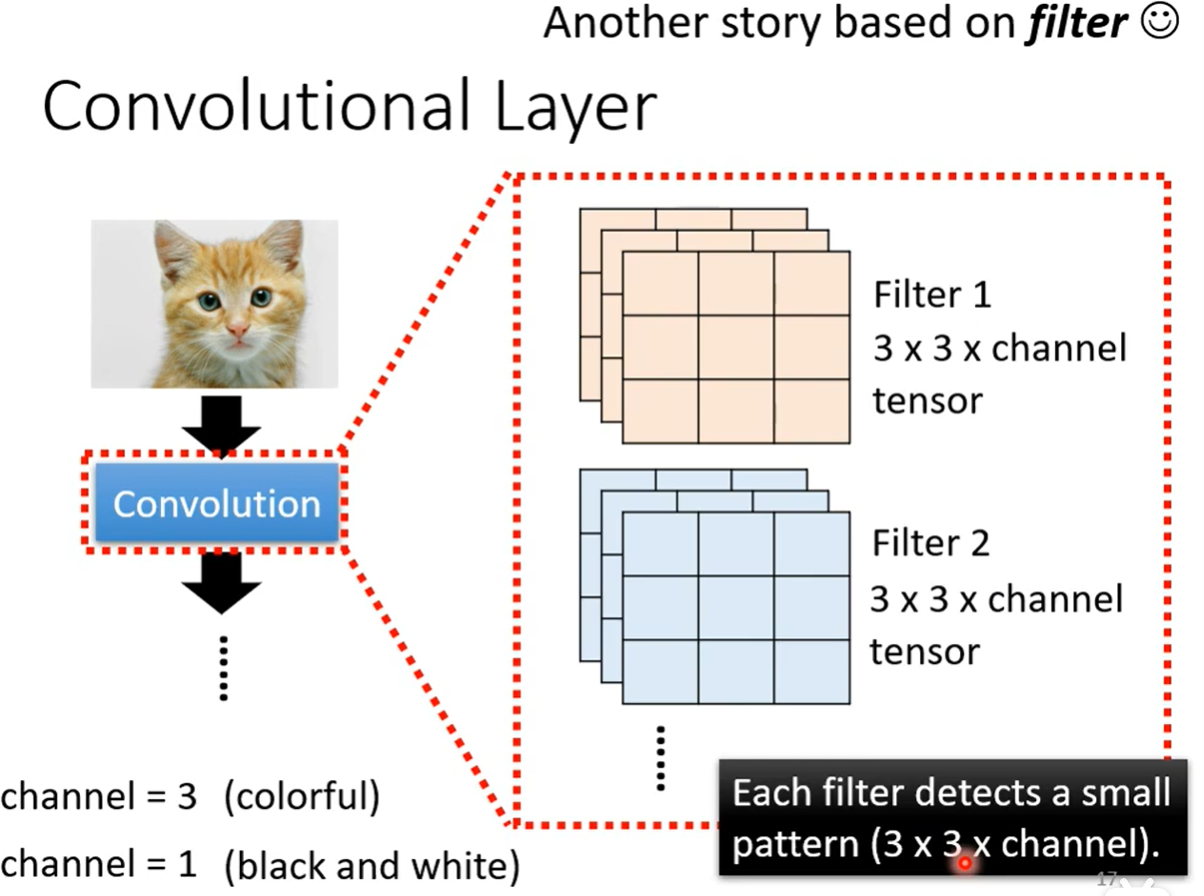 Another story based on filter ☺
Convolutional Layer
Filter 1
3 x 3 x channel
tensor
Convolution
Filter 2
3 x 3 x channel
tensor
channel = 3 (colorful)
channel = 1 (black and white)
Each filter detects a small
pattern (3 x 3 x channel).
17